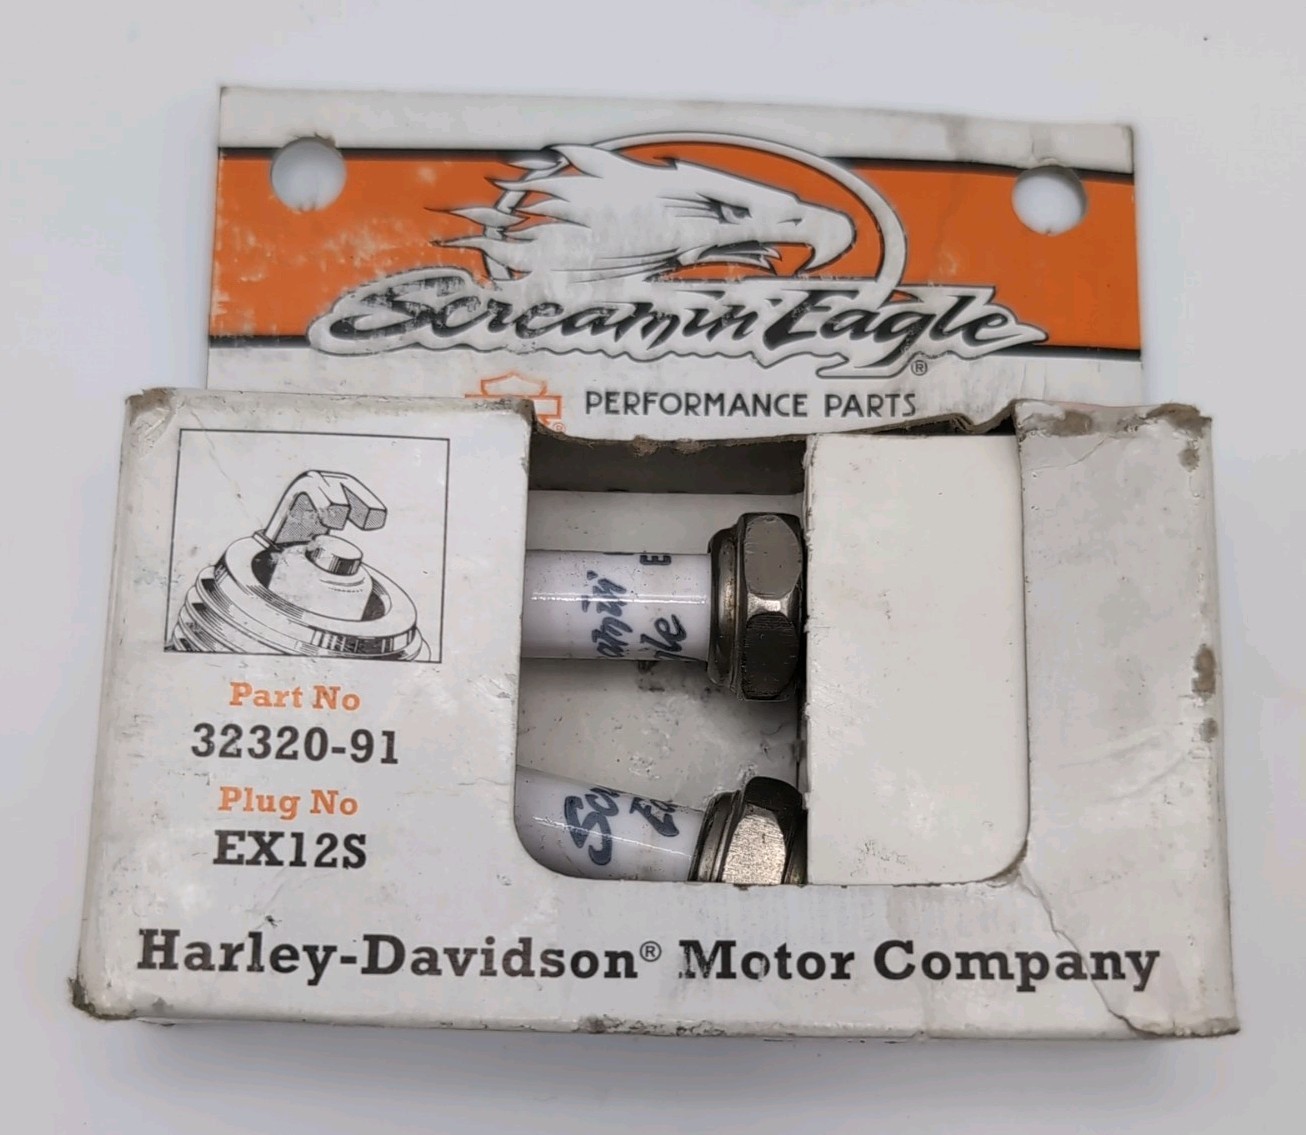 Screamin' Eagle®
PERFORMANCE PARTS
Part No
32320-91
Plug No
EX12S
Harley-Davidson® Motor Company